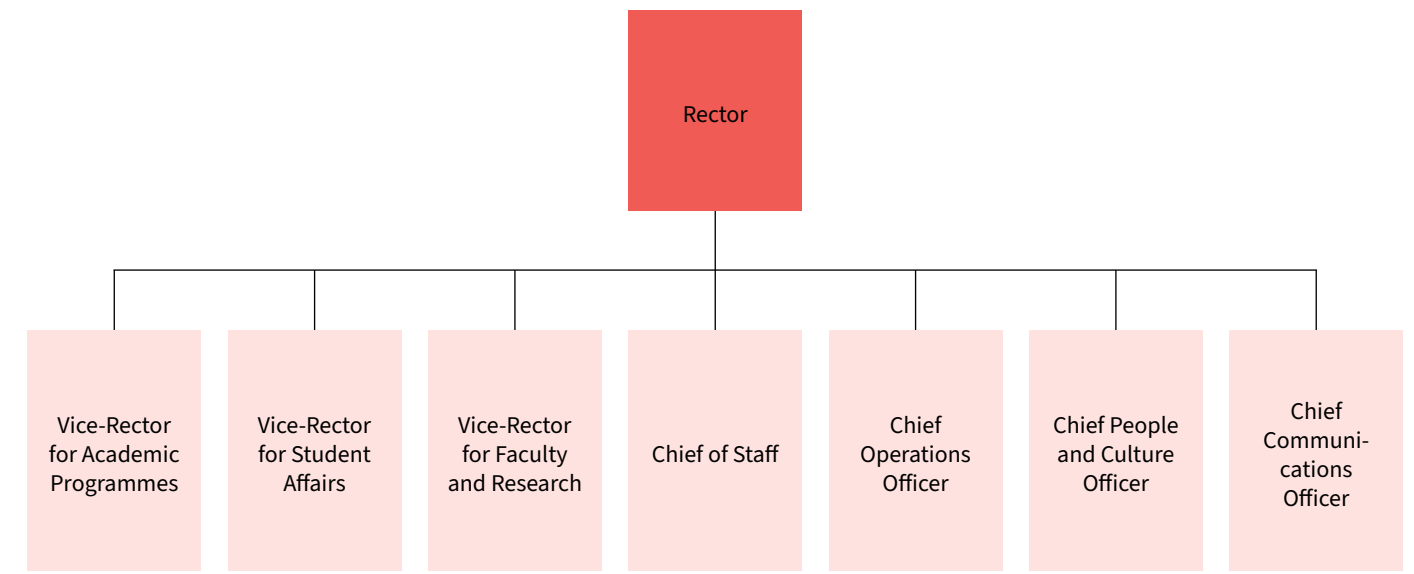 Rector
Vice-Rector
for Academic
Programmes
Vice-Rector
for Student
Affairs
Vice-Rector
for Faculty
and Research
Chief of Staff
Chief
Operations
Officer
Chief People
and Culture
Officer
Chief
Communi-
cations
Officer